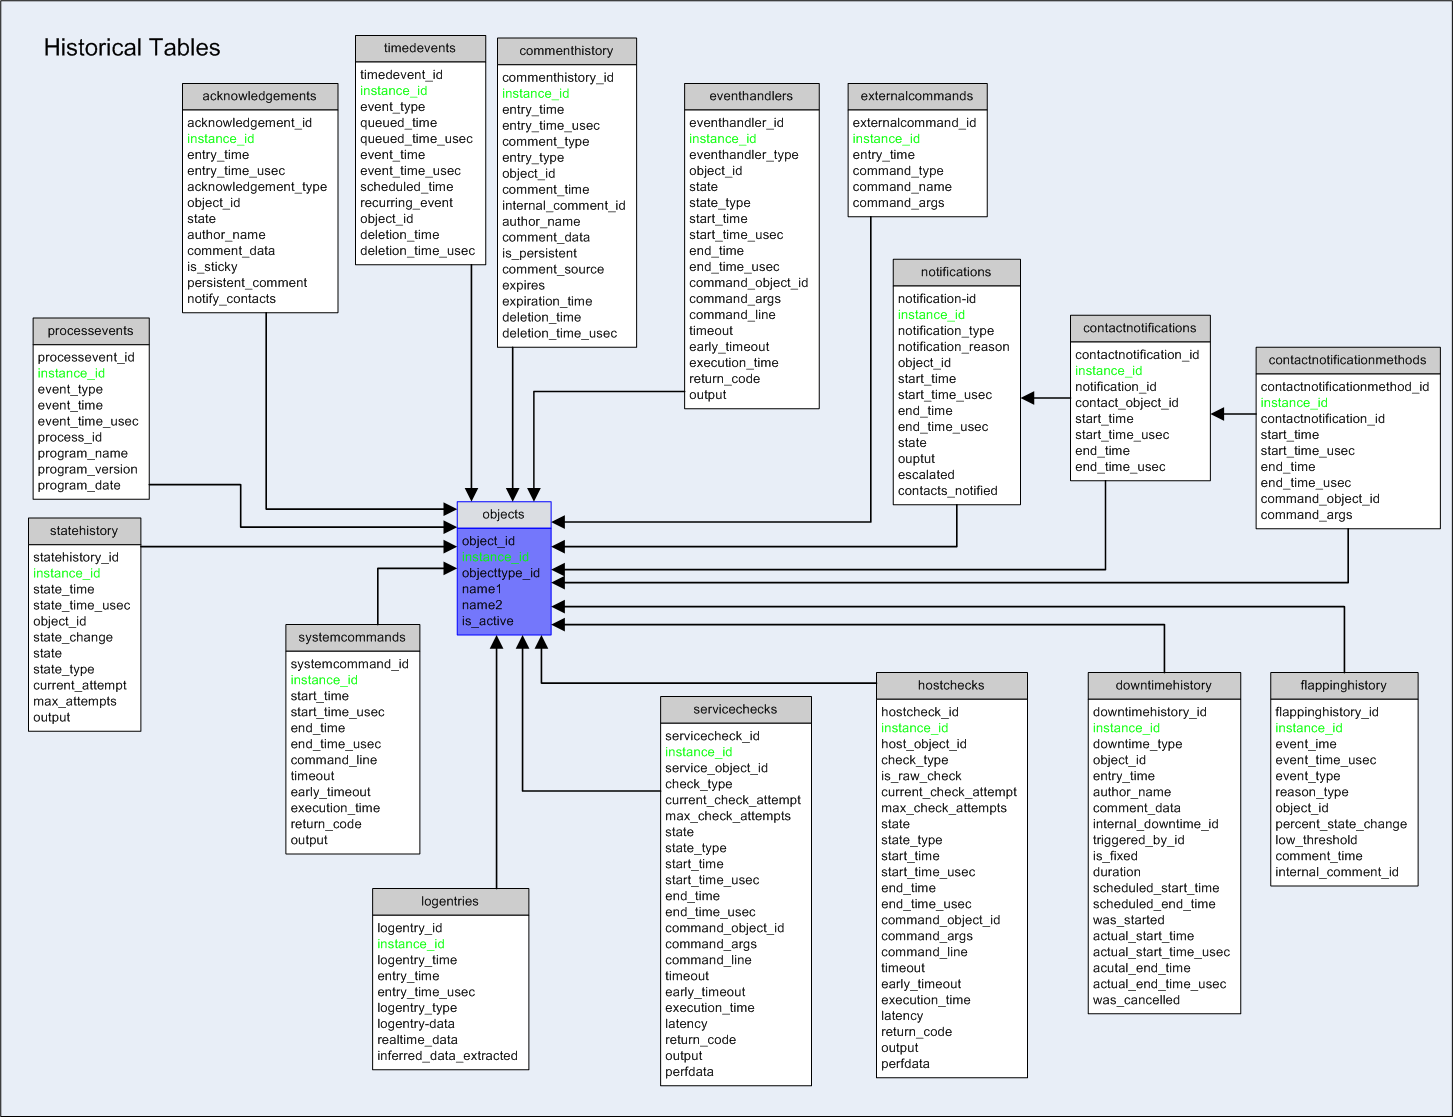 Historical Tables
timedevents
timedevent_id
instance_id
event_type
queued_time
queued_time_usec
event_time
event_time_usec
scheduled_time
recurring_event
object_id
deletion_time
deletion_time_usec
commenthistory
commenthistory_id
instance_id
entry_time
entry_time_usec
comment_type
entry_type
object_id
comment_time
internal_comment_id
author_name
comment_data
is_persistent
comment_source
expires
expiration_time
deletion_time
deletion_time_usec
acknowledgements
acknowledgement_id
instance_id
entry_time
entry_time_usec
acknowledgement_type
object_id
state
author_name
comment_data
is_sticky
persistent_comment
notify_contacts
eventhandlers
eventhandler_id
instance_id
eventhandler_type
object_id
state
state_type
start_time
start_time_usec
end_time
end_time_usec
command_object_id
command_args
command_line
timeout
early_timeout
execution_time
return_code
output
externalcommands
externalcommand_id
instance_id
entry_time
command_type
command_name
command_args
notifications
notification-id
instance_id
notification_type
notification_reason
object_id
start_time
start_time_usec
end_time
end_time_usec
state
ouptut
escalated
contacts_notified
contactnotifications
contactnotification_id
instance_id
notification_id
contact_object_id
start_time
start_time_usec
end_time
end_time_usec
contactnotificationmethods
contactnotificationmethod_id
instance_id
contactnotification_id
start_time
start_time_usec
end_time
end_time_usec
command_object_id
command_args
processevents
processevent_id
instance_id
event_type
event_time
event_time_usec
process_id
program_name
program_version
program_date
objects
object_id
instance_id
objecttype_id
name1
name2
is_active
statehistory
statehistory_id
instance_id
state_time
state_time_usec
object_id
state_change
state
state_type
current_attempt
max_attempts
output
systemcommands
systemcommand_id
instance_id
start_time
start_time_usec
end_time
end_time_usec
command_line
timeout
early_timeout
execution_time
return_code
output
logentries
logentry_id
instance_id
logentry_time
entry_time
entry_time_usec
logentry_type
logentry-data
realtime_data
inferred_data_extracted
servicechecks
servicecheck_id
instance_id
service_object_id
check_type
current_check_attempt
max_check_attempts
state
state_type
start_time
start_time_usec
end_time
end_time_usec
command_object_id
command_args
command_line
timeout
early_timeout
execution_time
latency
return_code
output
perfdata
hostchecks
hostcheck_id
instance_id
host_object_id
check_type
is_raw_check
current_check_attempt
max_check_attempts
state
state_type
start_time
start_time_usec
end_time
end_time_usec
command_object_id
command_args
command_line
timeout
early_timeout
execution_time
latency
return_code
output
perfdata
downtimehistory
downtimehistory_id
instance_id
downtime_type
object_id
entry_time
author_name
comment_data
internal_downtime_id
triggered_by_id
is_fixed
duration
scheduled_start_time
scheduled_end_time
was_started
actual_start_time
actual_start_time_usec
acutal_end_time
actual_end_time_usec
was_cancelled
flappinghistory
flappinghistory_id
instance_id
event_ime
event_time_usec
event_type
reason_type
object_id
percent_state_change
low_threshold
comment_time
internal_comment_id